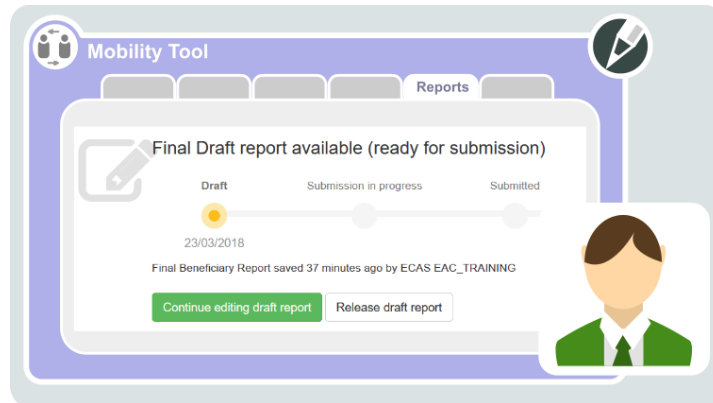 Mobility Tool
Reports
Final Draft report available (ready for submission)
Draft Submission in progress Submitted
23/03/2018
Final Beneficiary Report saved 37 minutes ago by ECAS EAC_TRAINING
Continue editing draft report Release draft report